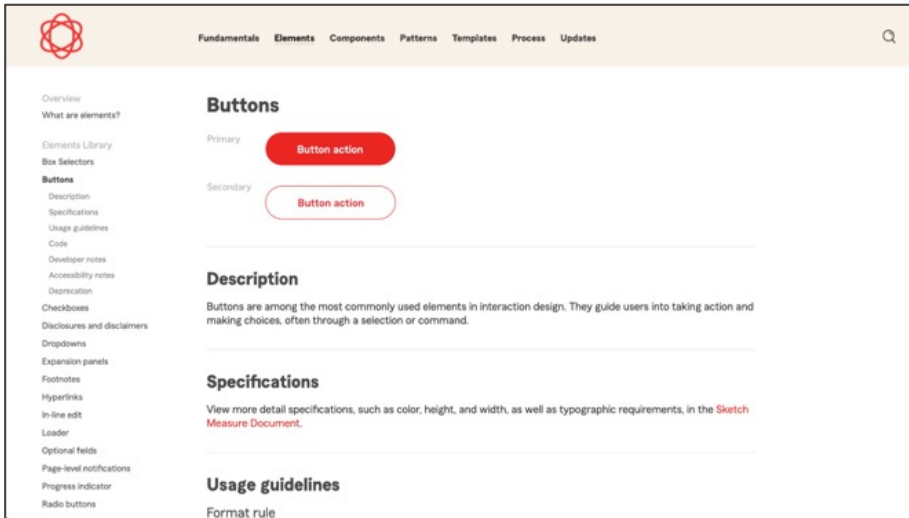 Fundamentals Elements Components Patterns Templates Process Updates
Overview
What are elements?
Elements Library
Box Selectors
Buttons
Description
Specifications
Usage guidelines
Code
Developer notes
Accessibility notes
Deprecation
Checkboxes
Disclosures and disclaimers
Dropdowns
Expansion panels
Footnotes
Hyperlinks
In-line edit
Loader
Optional fields
Page-level notifications
Progress indicator
Radio buttons
Buttons
Primary
Button action
Secondary
Button action
Description
Buttons are among the most commonly used elements in interaction design. They guide users into taking action and
making choices, often through a selection or command.
Specifications
View more detail specifications, such as color, height, and width, as well as typographic requirements, in the Sketch
Measure Document.
Usage guidelines
Format rule